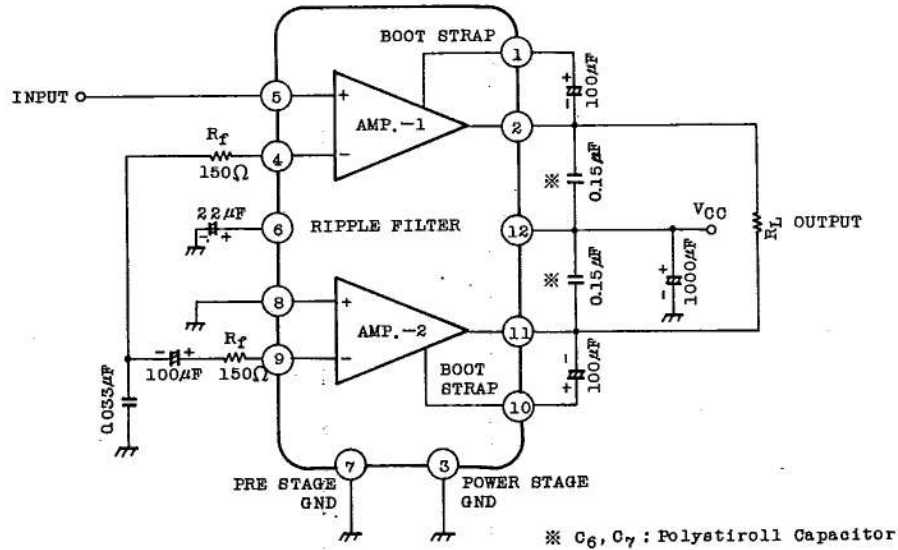 BOOT STRAP
1
+
-
100μF
INPUT
5
+
AMP.-1
2
Rf
4
-
150Ω
※
0.15μF
22μF
-
+
6
RIPPLE FILTER
12
VCC
RL
OUTPUT
※
0.15μF
+
-
1000μF
8
+
AMP.-2
11
-
+
Rf
9
-
100μF
150Ω
BOOT
STRAP
-
+
100μF
10
0.033μF
7
3
PRE STAGE
GND
POWER STAGE
GND
※ C6, C7 : Polystiroll Capacitor